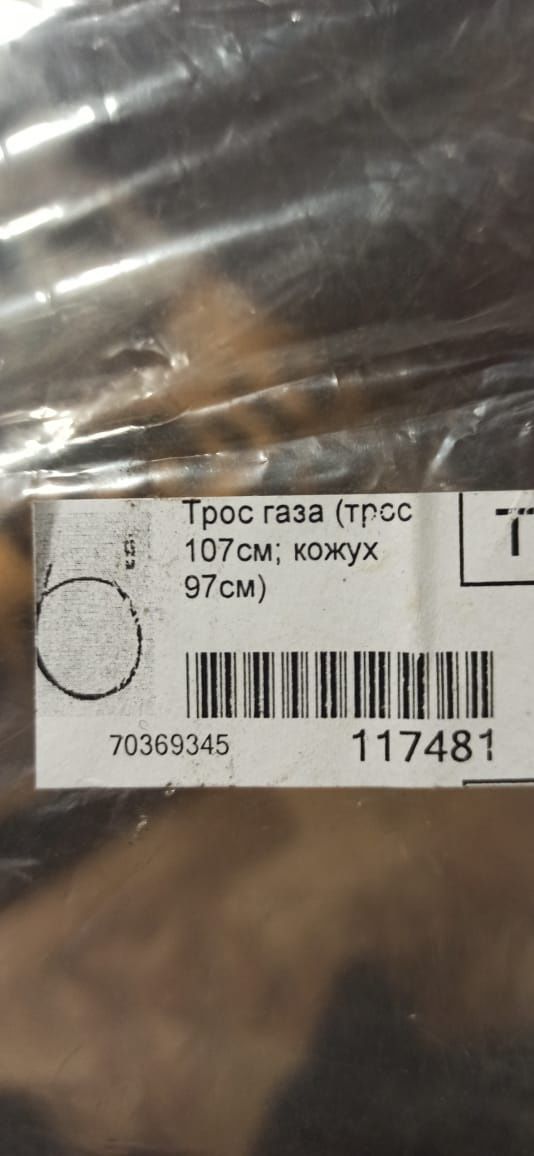 Трос газа (трос
107см; кожух
97см)
70369345
117481